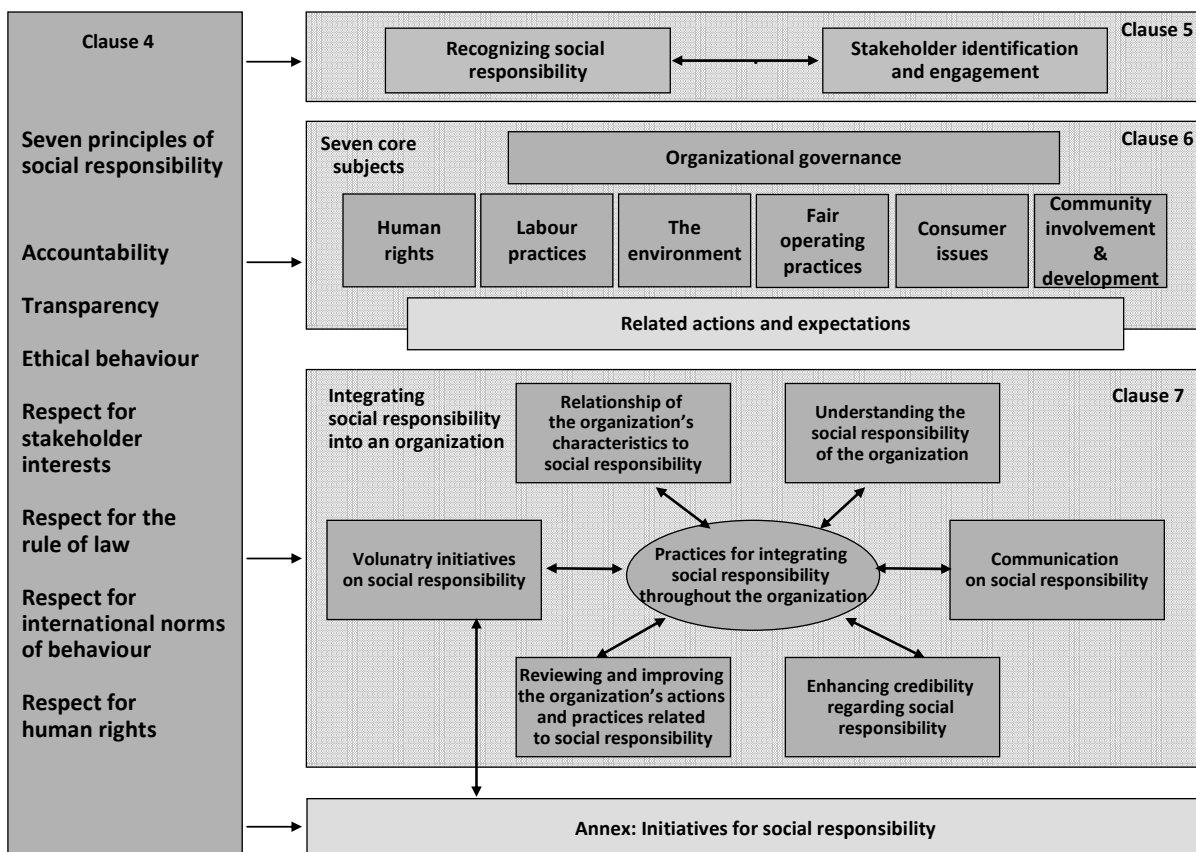 Clause 4
Seven principles of
social responsibility
Accountability
Transparency
Ethical behaviour
Respect for
stakeholder
interests
Respect for the
rule of law
Respect for
international norms
of behaviour
Respect for
human rights
Clause 5
Recognizing social
responsibility
Stakeholder identification
and engagement
Clause 6
Seven core
subjects
Organizational governance
Human
rights
Labour
practices
The
environment
Fair
operating
practices
Consumer
issues
Community
involvement
&
development
Related actions and expectations
Clause 7
Integrating
social responsibility
into an organization
Relationship of
the organization's
characteristics to
social responsibility
Understanding the
social responsibility
of the organization
Volunatry initiatives
on social responsibility
Practices for integrating
social responsibility
throughout the organization
Communication
on social responsibility
Reviewing and improving
the organization's actions
and practices related
to social responsibility
Enhancing credibility
regarding social
responsibility
Annex: Initiatives for social responsibility